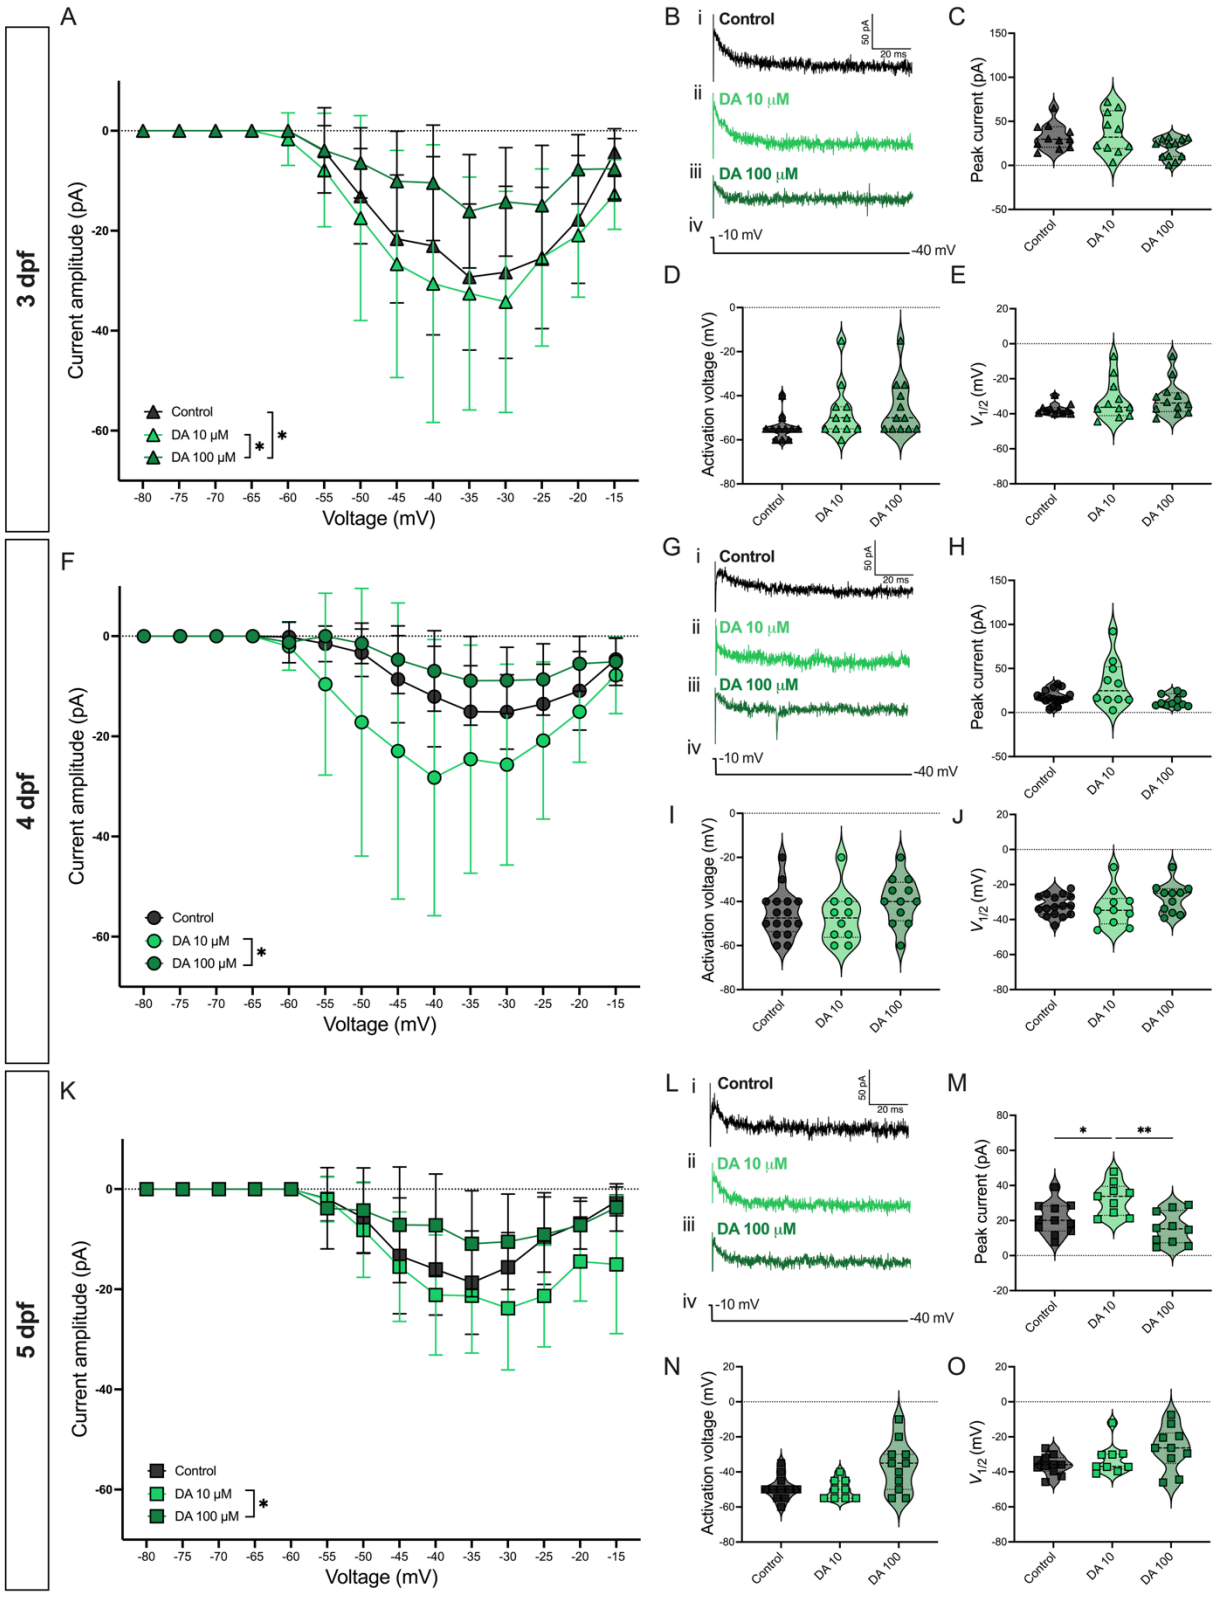 3 dpf
A
Current amplitude (pA)
0
-20
-40
-60
Control
DA 10 µM
DA 100 µM
*
*
-80 -75 -70 -65 -60 -55 -50 -45 -40 -35 -30 -25 -20 -15
Voltage (mV)
B
i Control
50 pA
20 ms
ii DA 10 µM
iii DA 100 µM
iv -10 mV
-40 mV
C
Peak current (pA)
150
100
50
0
-50
Control DA 10 DA 100
D
Activation voltage (mV)
0
-20
-40
-60
-80
Control DA 10 DA 100
E
V1/2 (mV)
20
0
-20
-40
-60
-80
Control DA 10 DA 100
4 dpf
F
Current amplitude (pA)
0
-20
-40
-60
Control
DA 10 µM
DA 100 µM
*
-80 -75 -70 -65 -60 -55 -50 -45 -40 -35 -30 -25 -20 -15
Voltage (mV)
G
i Control
50 pA
20 ms
ii DA 10 µM
iii DA 100 µM
iv -10 mV
-40 mV
H
Peak current (pA)
150
100
50
0
-50
Control DA 10 DA 100
I
Activation voltage (mV)
0
-20
-40
-60
-80
Control DA 10 DA 100
J
V1/2 (mV)
20
0
-20
-40
-60
-80
Control DA 10 DA 100
5 dpf
K
Current amplitude (pA)
0
-20
-40
-60
Control
DA 10 µM
DA 100 µM
*
-80 -75 -70 -65 -60 -55 -50 -45 -40 -35 -30 -25 -20 -15
Voltage (mV)
L
i Control
50 pA
20 ms
ii DA 10 µM
iii DA 100 µM
iv -10 mV
-40 mV
M
Peak current (pA)
80
60
40
20
0
-20
* **
Control DA 10 DA 100
N
Activation voltage (mV)
20
0
-20
-40
-60
-80
Control DA 10 DA 100
O
V1/2 (mV)
20
0
-20
-40
-60
-80
Control DA 10 DA 100